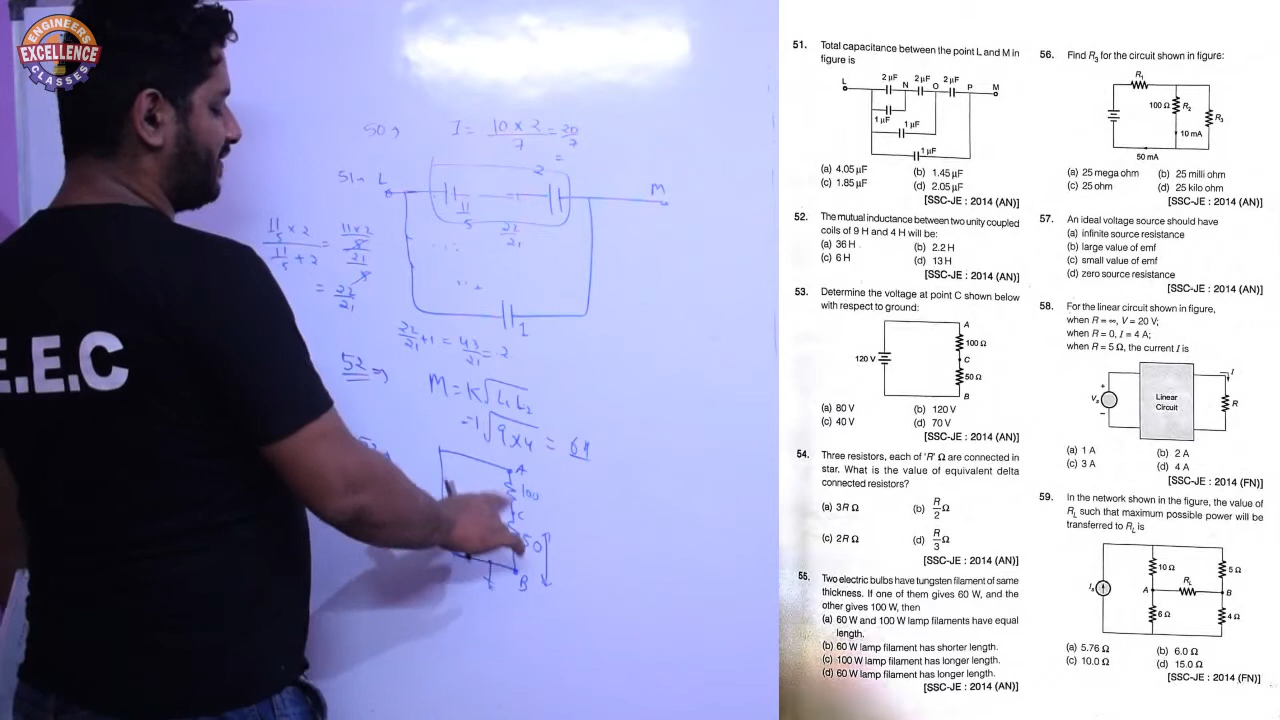 ENGINEERS
EXCELLENCE
CLASSES
E.E.C
50 ⇒ I = 10 × 2 / 7 = 20 / 7
=
51. L
2
M
11/5
22/21
11/5 × 2 / 11/5 + 2 = 11×2/5 / 21/5
= 22/21
1
22/21 + 1 = 43/21 = 2
52 ⇒ M = K√L₁L₂
= 1√9×4 = 6H
A
100
C
50
B
51. Total capacitance between the point L and M in
figure is
L 2 µF N 2 µF O 2 µF P M
1 µF
1 µF
1 µF
(a) 4.05 µF (b) 1.45 µF
(c) 1.85 µF (d) 2.05 µF
[SSC-JE : 2014 (AN)]
52. The mutual inductance between two unity coupled
coils of 9 H and 4 H will be:
(a) 36 H (b) 2.2 H
(c) 6 H (d) 13 H
[SSC-JE : 2014 (AN)]
53. Determine the voltage at point C shown below
with respect to ground:
A
100 Ω
120 V C
50 Ω
B
(a) 80 V (b) 120 V
(c) 40 V (d) 70 V
[SSC-JE : 2014 (AN)]
54. Three resistors, each of 'R' Ω are connected in
star. What is the value of equivalent delta
connected resistors?
(a) 3R Ω (b) R/2 Ω
(c) 2R Ω (d) R/3 Ω
[SSC-JE : 2014 (AN)]
55. Two electric bulbs have tungsten filament of same
thickness. If one of them gives 60 W, and the
other gives 100 W, then
(a) 60 W and 100 W lamp filaments have equal
length.
(b) 60 W lamp filament has shorter length.
(c) 100 W lamp filament has longer length.
(d) 60 W lamp filament has longer length.
[SSC-JE : 2014 (AN)]
56. Find R₃ for the circuit shown in figure:
R₁
100 Ω R₂ R₃
10 mA
50 mA
(a) 25 mega ohm (b) 25 milli ohm
(c) 25 ohm (d) 25 kilo ohm
[SSC-JE : 2014 (AN)]
57. An ideal voltage source should have
(a) infinite source resistance
(b) large value of emf
(c) small value of emf
(d) zero source resistance
[SSC-JE : 2014 (AN)]
58. For the linear circuit shown in figure,
when R = ∞, V = 20 V;
when R = 0, I = 4 A;
when R = 5 Ω, the current I is
I
+
Vs Linear R
Circuit
–
(a) 1 A (b) 2 A
(c) 3 A (d) 4 A
[SSC-JE : 2014 (FN)]
59. In the network shown in the figure, the value of
R_L such that maximum possible power will be
transferred to R_L is
10 Ω 5 Ω
Is A R_L B
6 Ω 4 Ω
(a) 5.76 Ω (b) 6.0 Ω
(c) 10.0 Ω (d) 15.0 Ω
[SSC-JE : 2014 (FN)]